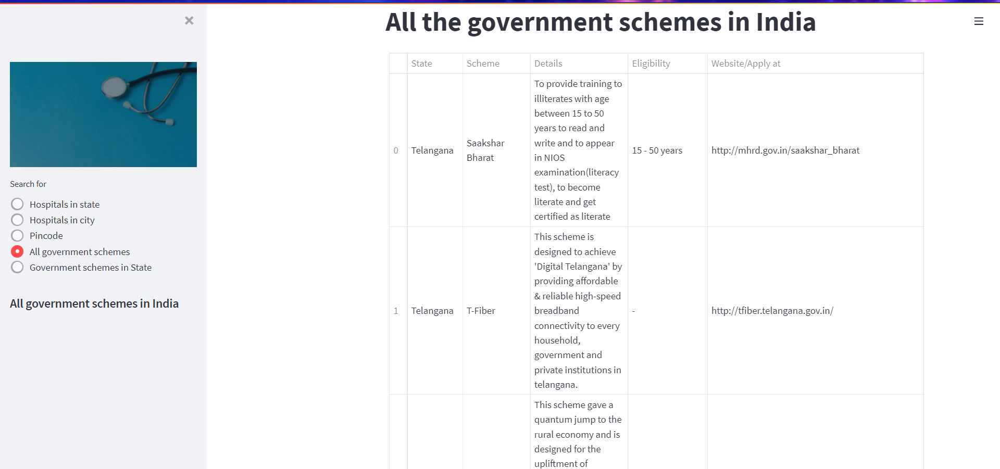 All the government schemes in India
Search for
Hospitals in state
Hospitals in city
Pincode
All government schemes
Government schemes in State
All government schemes in India
State Scheme Details Eligibility Website/Apply at
0
Telangana
Saakshar
Bharat
To provide training to
illiterates with age
between 15 to 50
years to read and
write and to appear
in NIOS
examination(literacy
test), to become
literate and get
certified as literate
15 - 50 years
http://mhrd.gov.in/saakshar_bharat
1
Telangana
T-Fiber
This scheme is
designed to achieve
'Digital Telangana' by
providing affordable
& reliable high-speed
breadband
connectivity to every
household,
government and
private institutions in
telangana.
-
http://tfiber.telangana.gov.in/
This scheme gave a
quantum jump to the
rural economy and is
designed for the
upliftment of